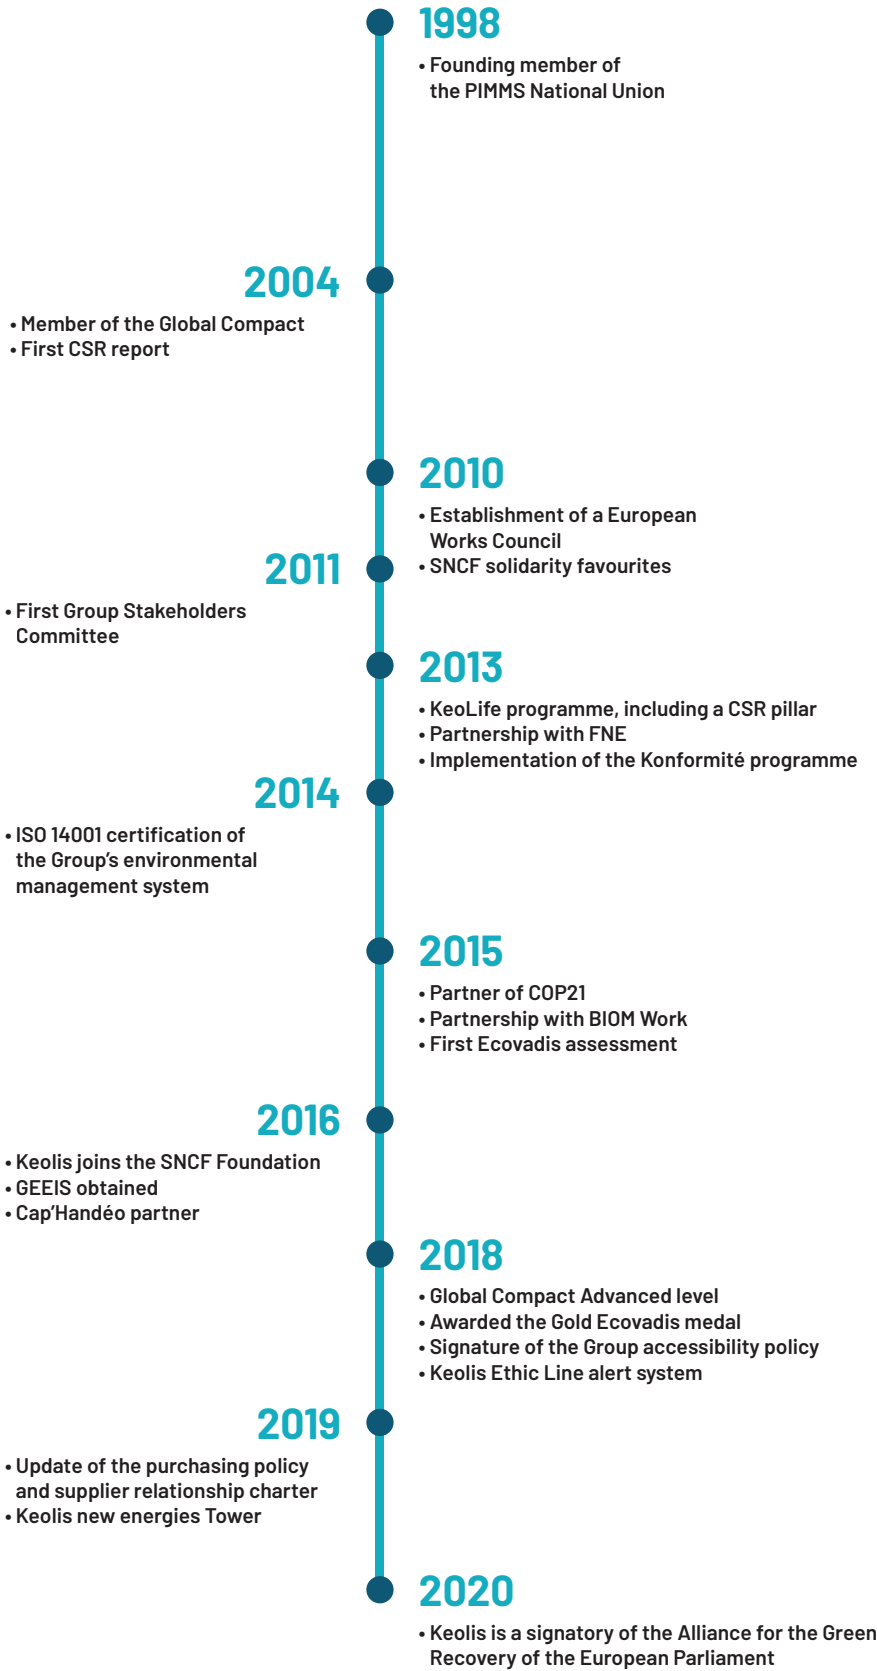 1998
• Founding member of
the PIMMS National Union
2004
• Member of the Global Compact
• First CSR report
2010
• Establishment of a European
Works Council
• SNCF solidarity favourites
2011
• First Group Stakeholders
Committee
2013
• KeoLife programme, including a CSR pillar
• Partnership with FNE
• Implementation of the Konformité programme
2014
• ISO 14001 certification of
the Group’s environmental
management system
2015
• Partner of COP21
• Partnership with BIOM Work
• First Ecovadis assessment
2016
• Keolis joins the SNCF Foundation
• GEEIS obtained
• Cap’Handéo partner
2018
• Global Compact Advanced level
• Awarded the Gold Ecovadis medal
• Signature of the Group accessibility policy
• Keolis Ethic Line alert system
2019
• Update of the purchasing policy
and supplier relationship charter
• Keolis new energies Tower
2020
• Keolis is a signatory of the Alliance for the Green
Recovery of the European Parliament